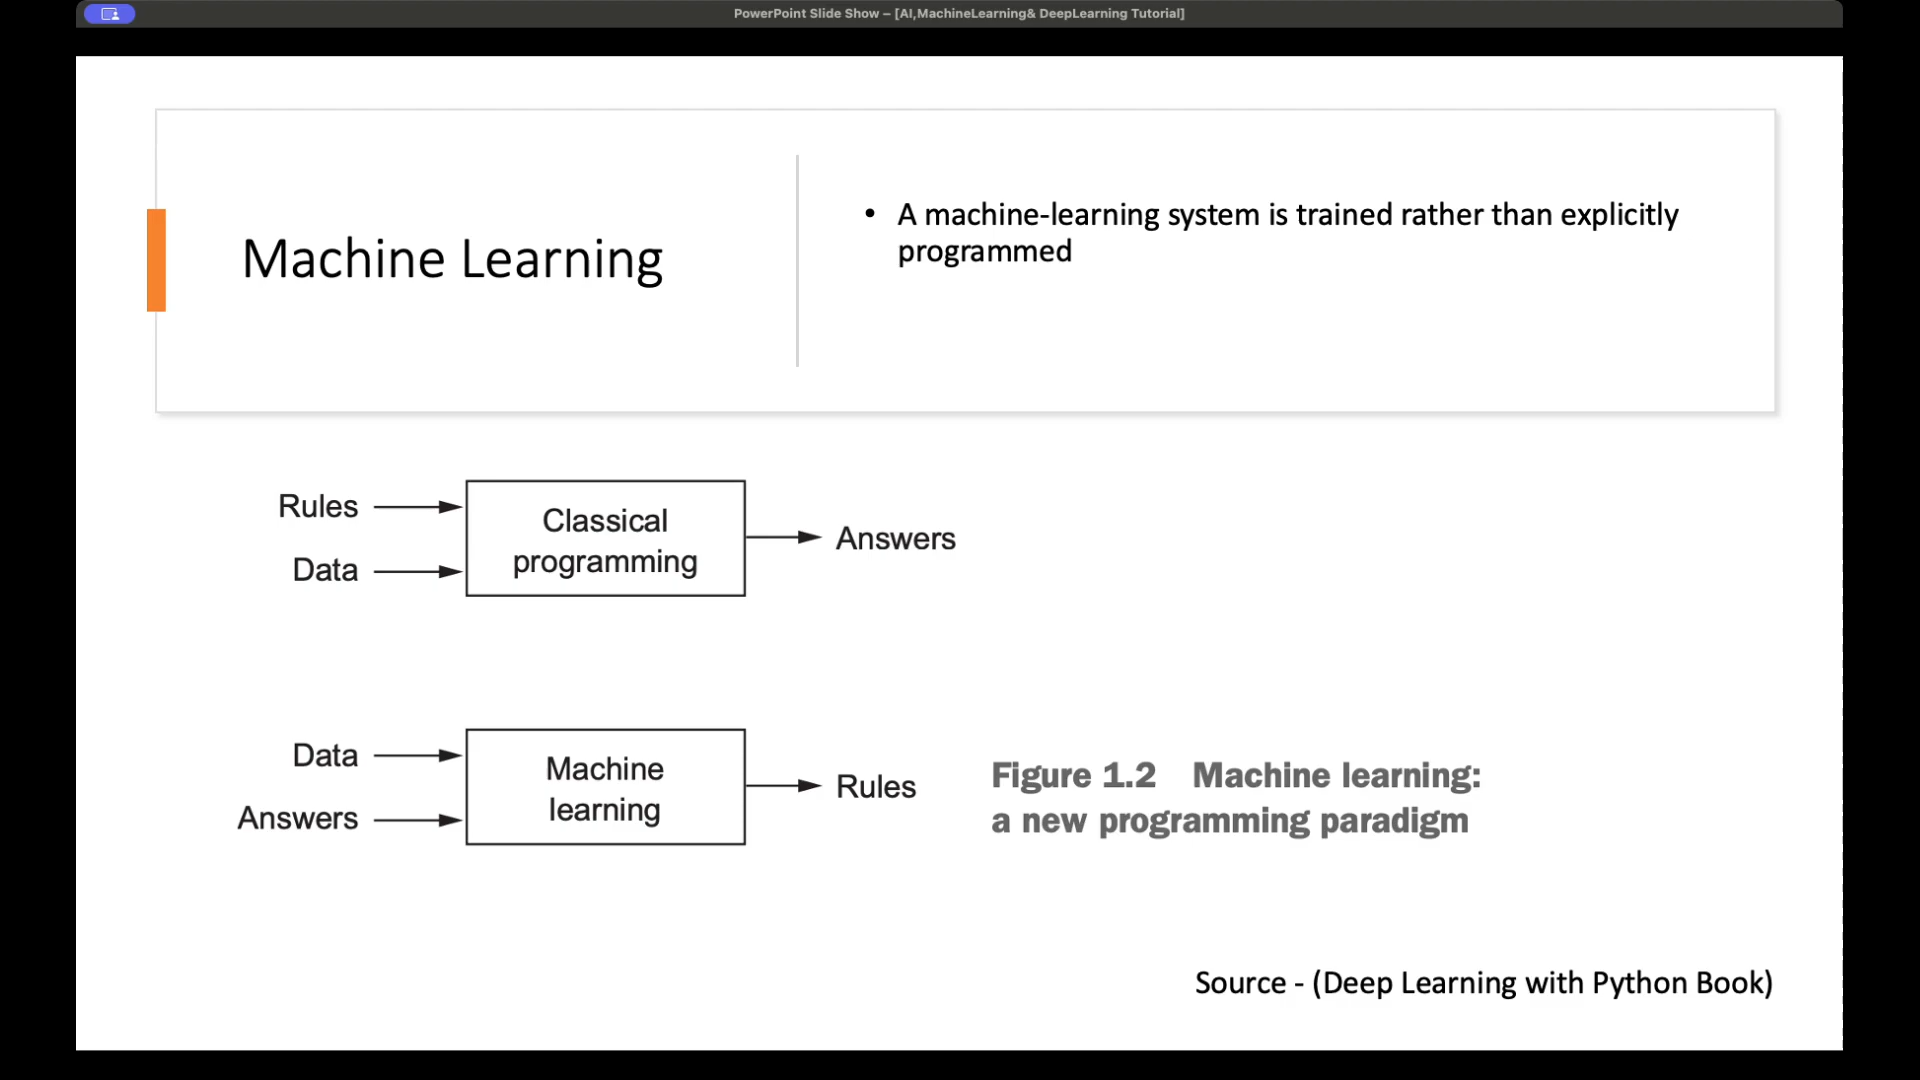 PowerPoint Slide Show – [AI,MachineLearning& DeepLearning Tutorial]
Machine Learning
• A machine-learning system is trained rather than explicitly
programmed
Rules
Data
Classical
programming
Answers
Data
Answers
Machine
learning
Rules
Figure 1.2 Machine learning:
a new programming paradigm
Source - (Deep Learning with Python Book)